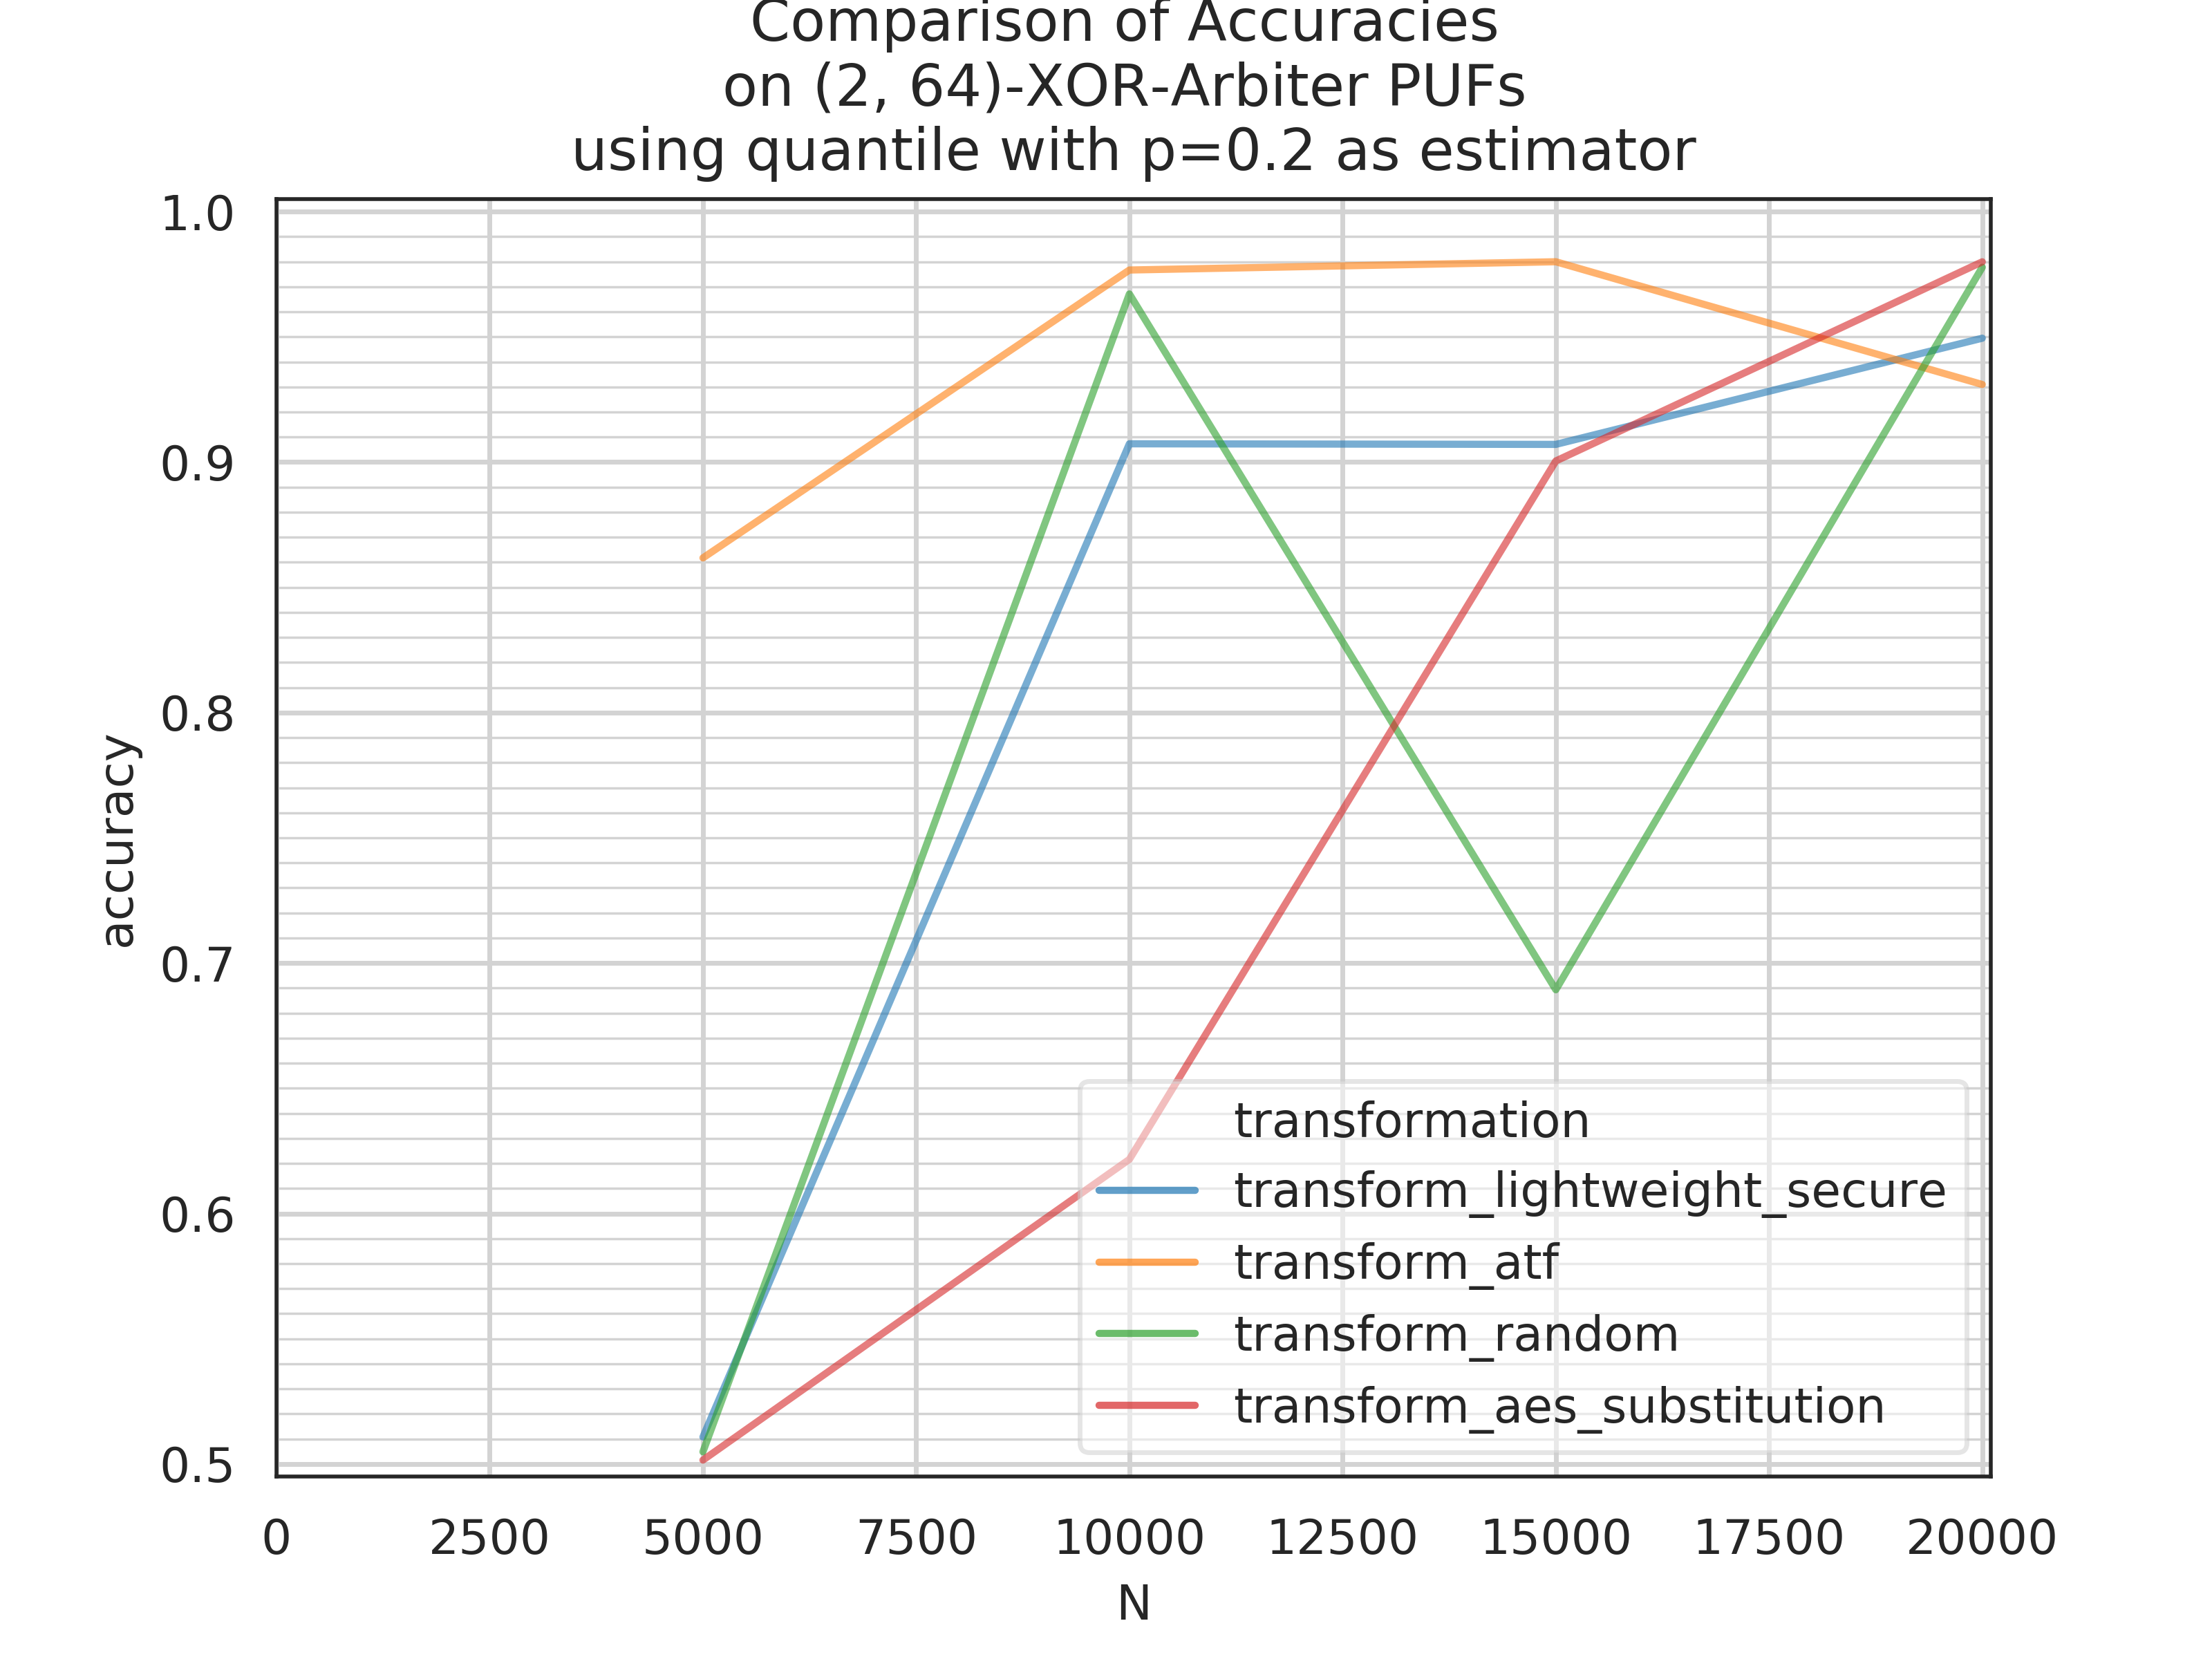 Comparison of Accuracies
on (2, 64)-XOR-Arbiter PUFs
using quantile with p=0.2 as estimator
1.0
0.9
0.8
0.7
0.6
0.5
accuracy
transformation
transform_lightweight_secure
transform_atf
transform_random
transform_aes_substitution
0 2500 5000 7500 10000 12500 15000 17500 20000
N